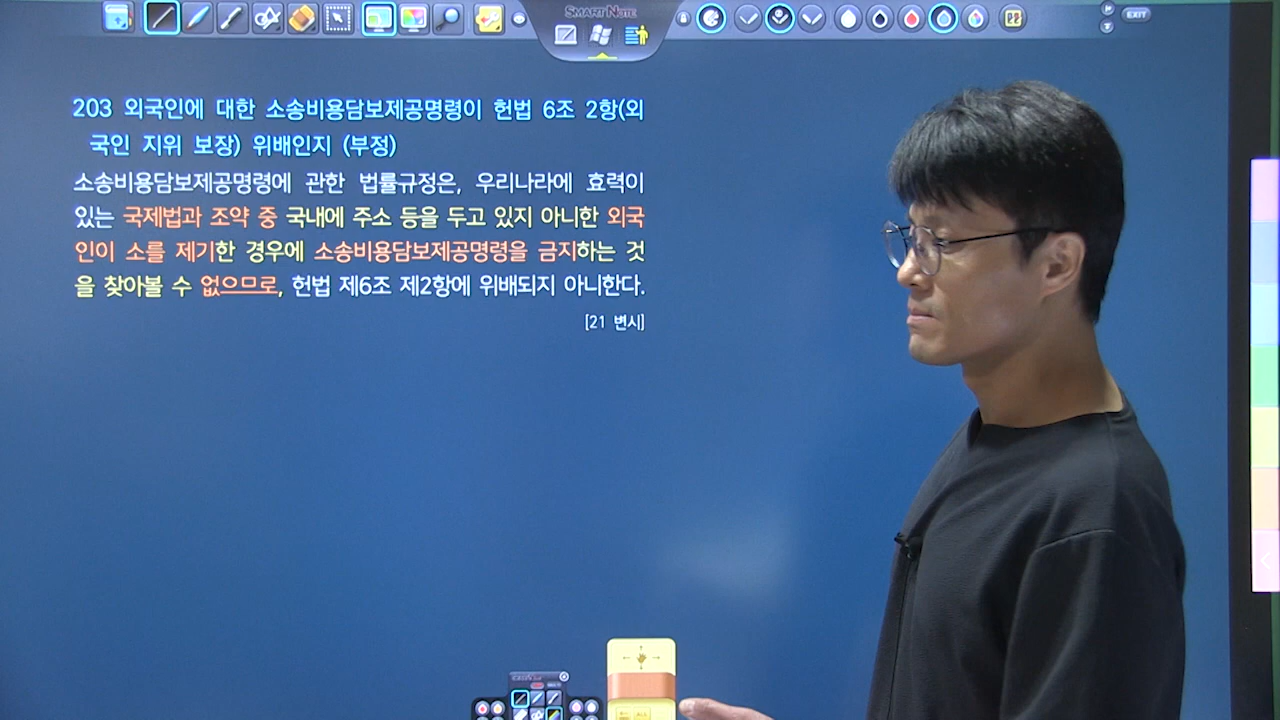 SMART NOTE
EXIT
203 외국인에 대한 소송비용담보제공명령이 헌법 6조 2항(외
국인 지위 보장) 위배인지 (부정)
소송비용담보제공명령에 관한 법률규정은, 우리나라에 효력이
있는 국제법과 조약 중 국내에 주소 등을 두고 있지 아니한 외국
인이 소를 제기한 경우에 소송비용담보제공명령을 금지하는 것
을 찾아볼 수 없으므로, 헌법 제6조 제2항에 위배되지 아니한다.
[21 변시]